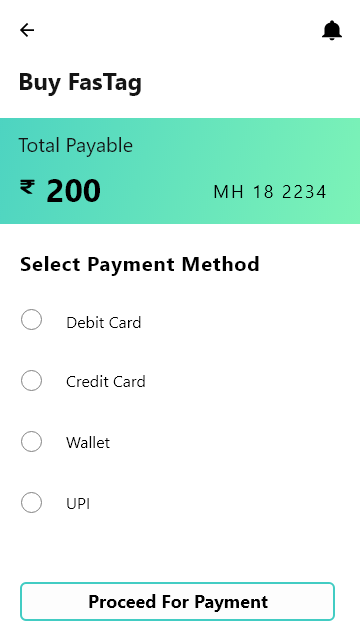 Buy FasTag
Total Payable
₹ 200
MH 18 2234
Select Payment Method
Debit Card
Credit Card
Wallet
UPI
Proceed For Payment